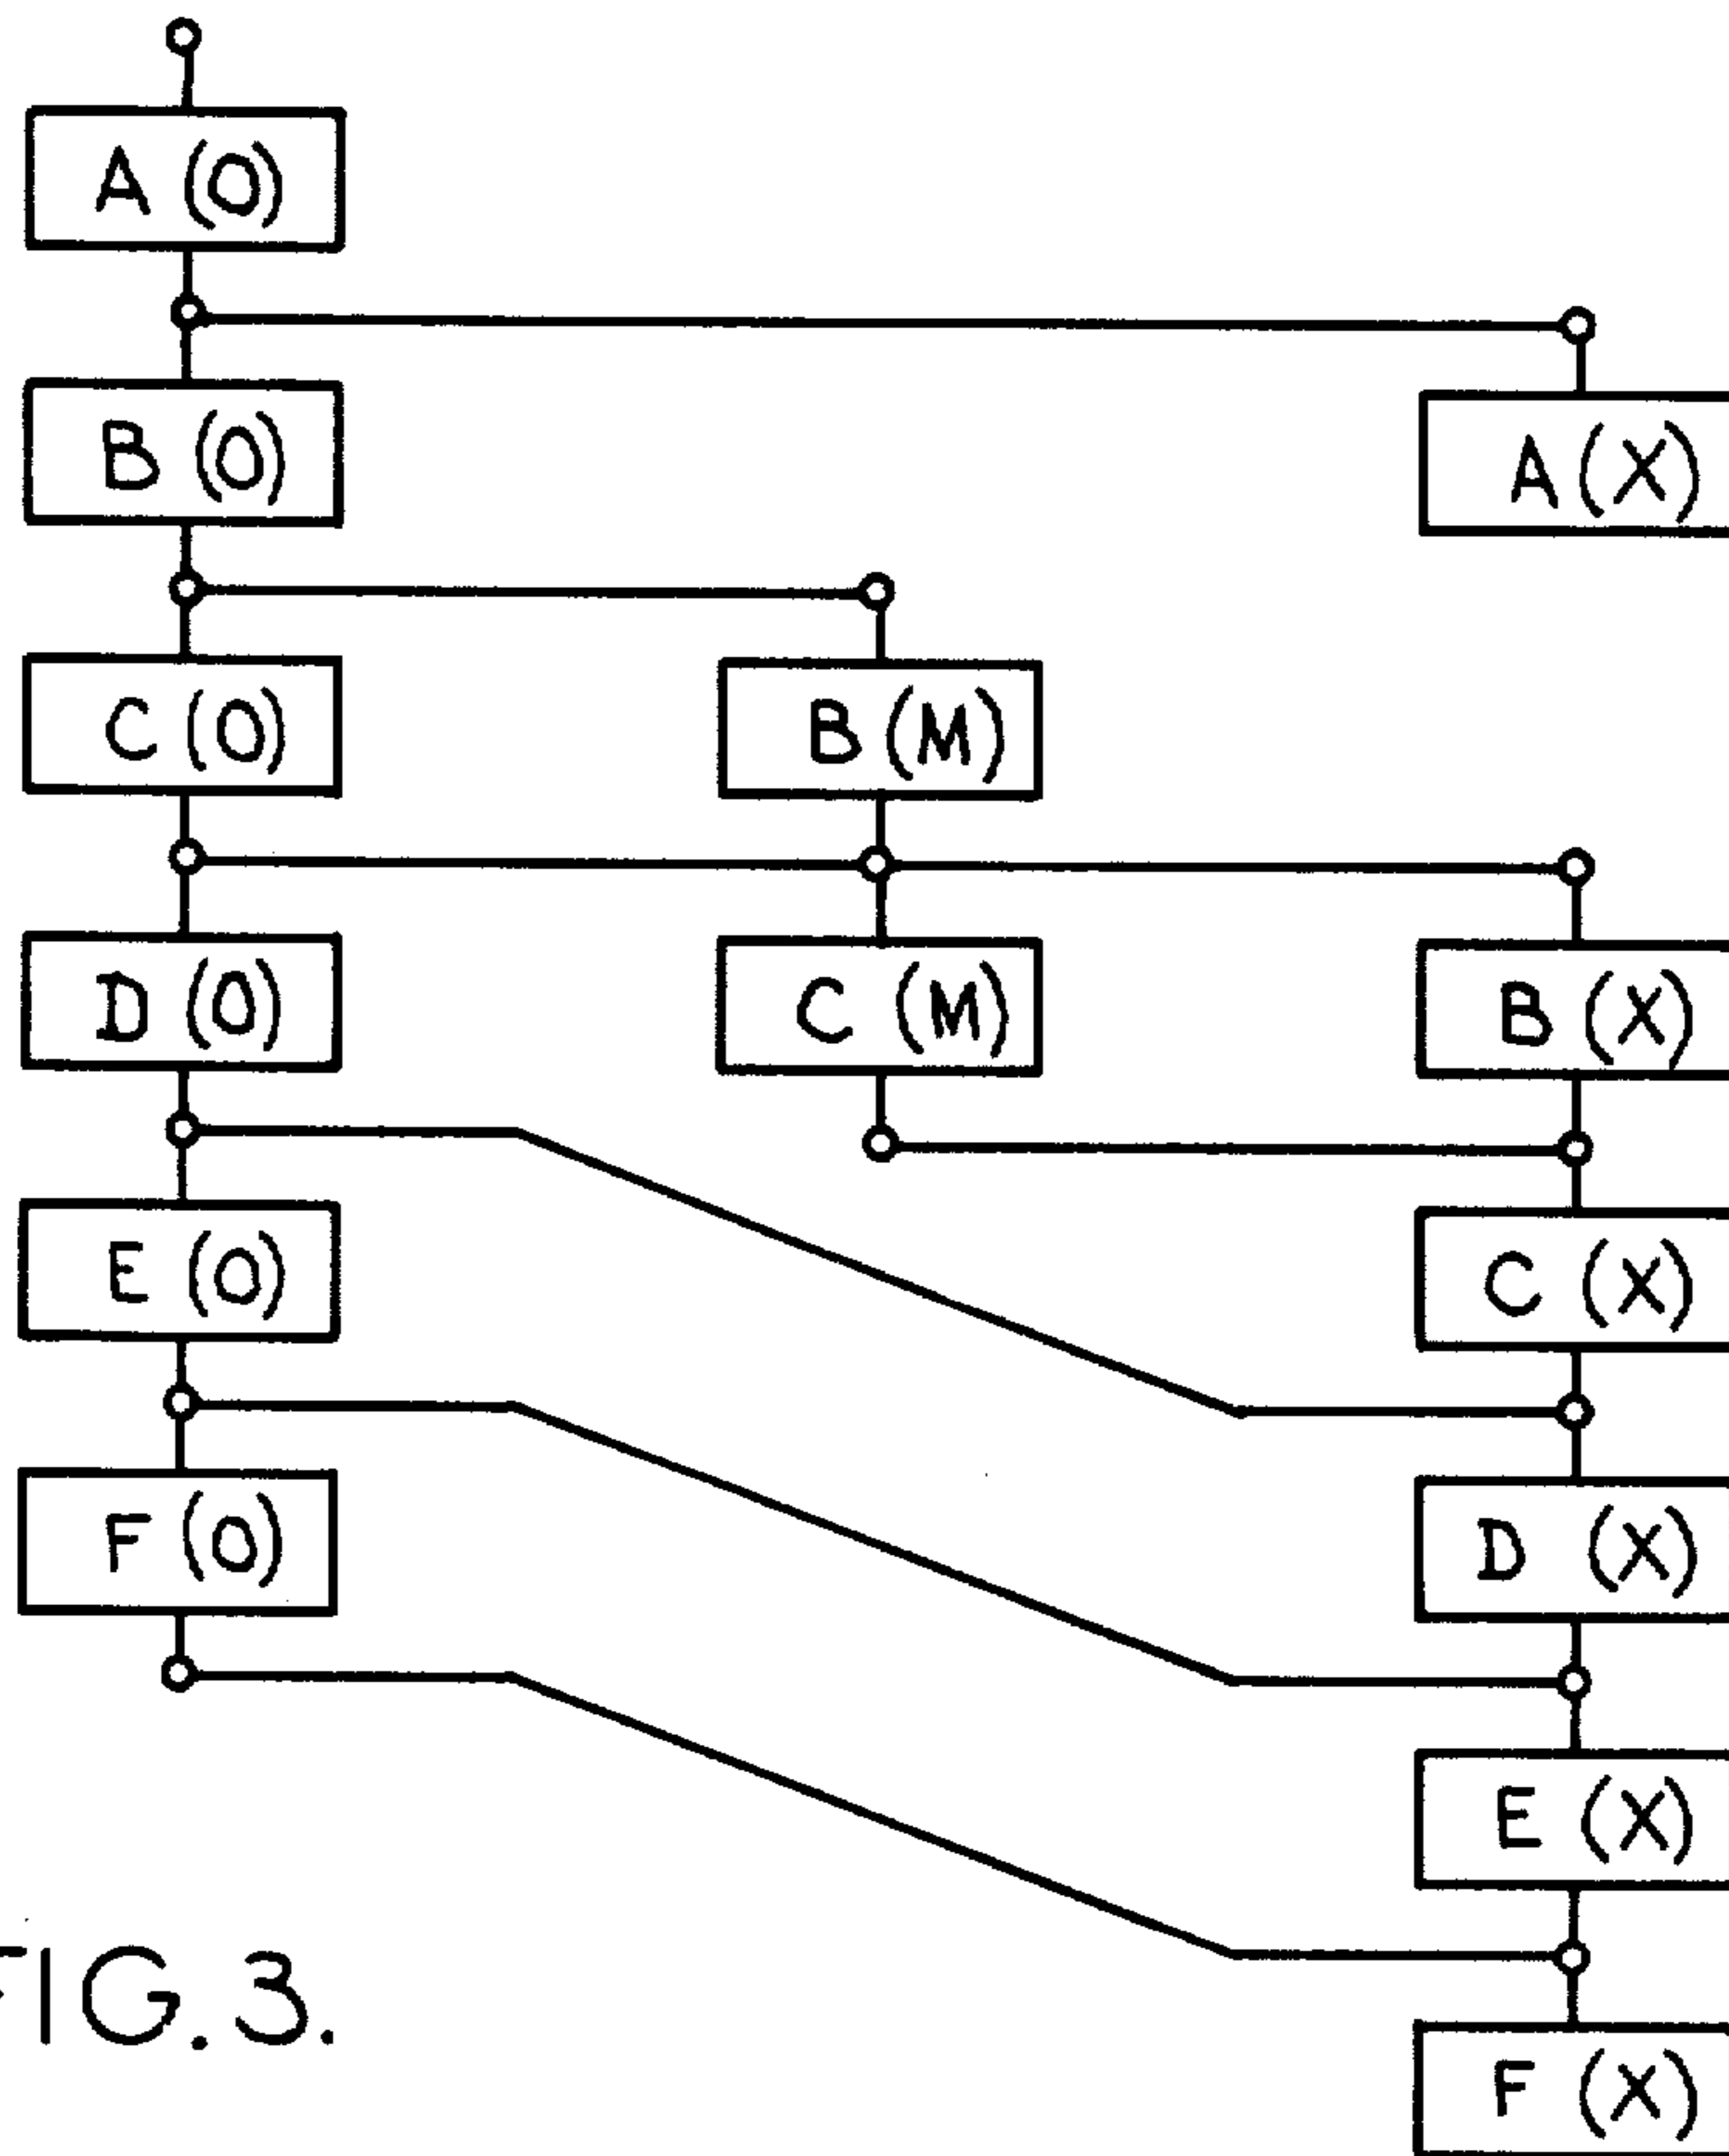 A (O)
B (O)
A (X)
C (O)
B (M)
D (O)
C (M)
B (X)
E (O)
C (X)
F (O)
D (X)
E (X)
FIG. 3.
F (X)